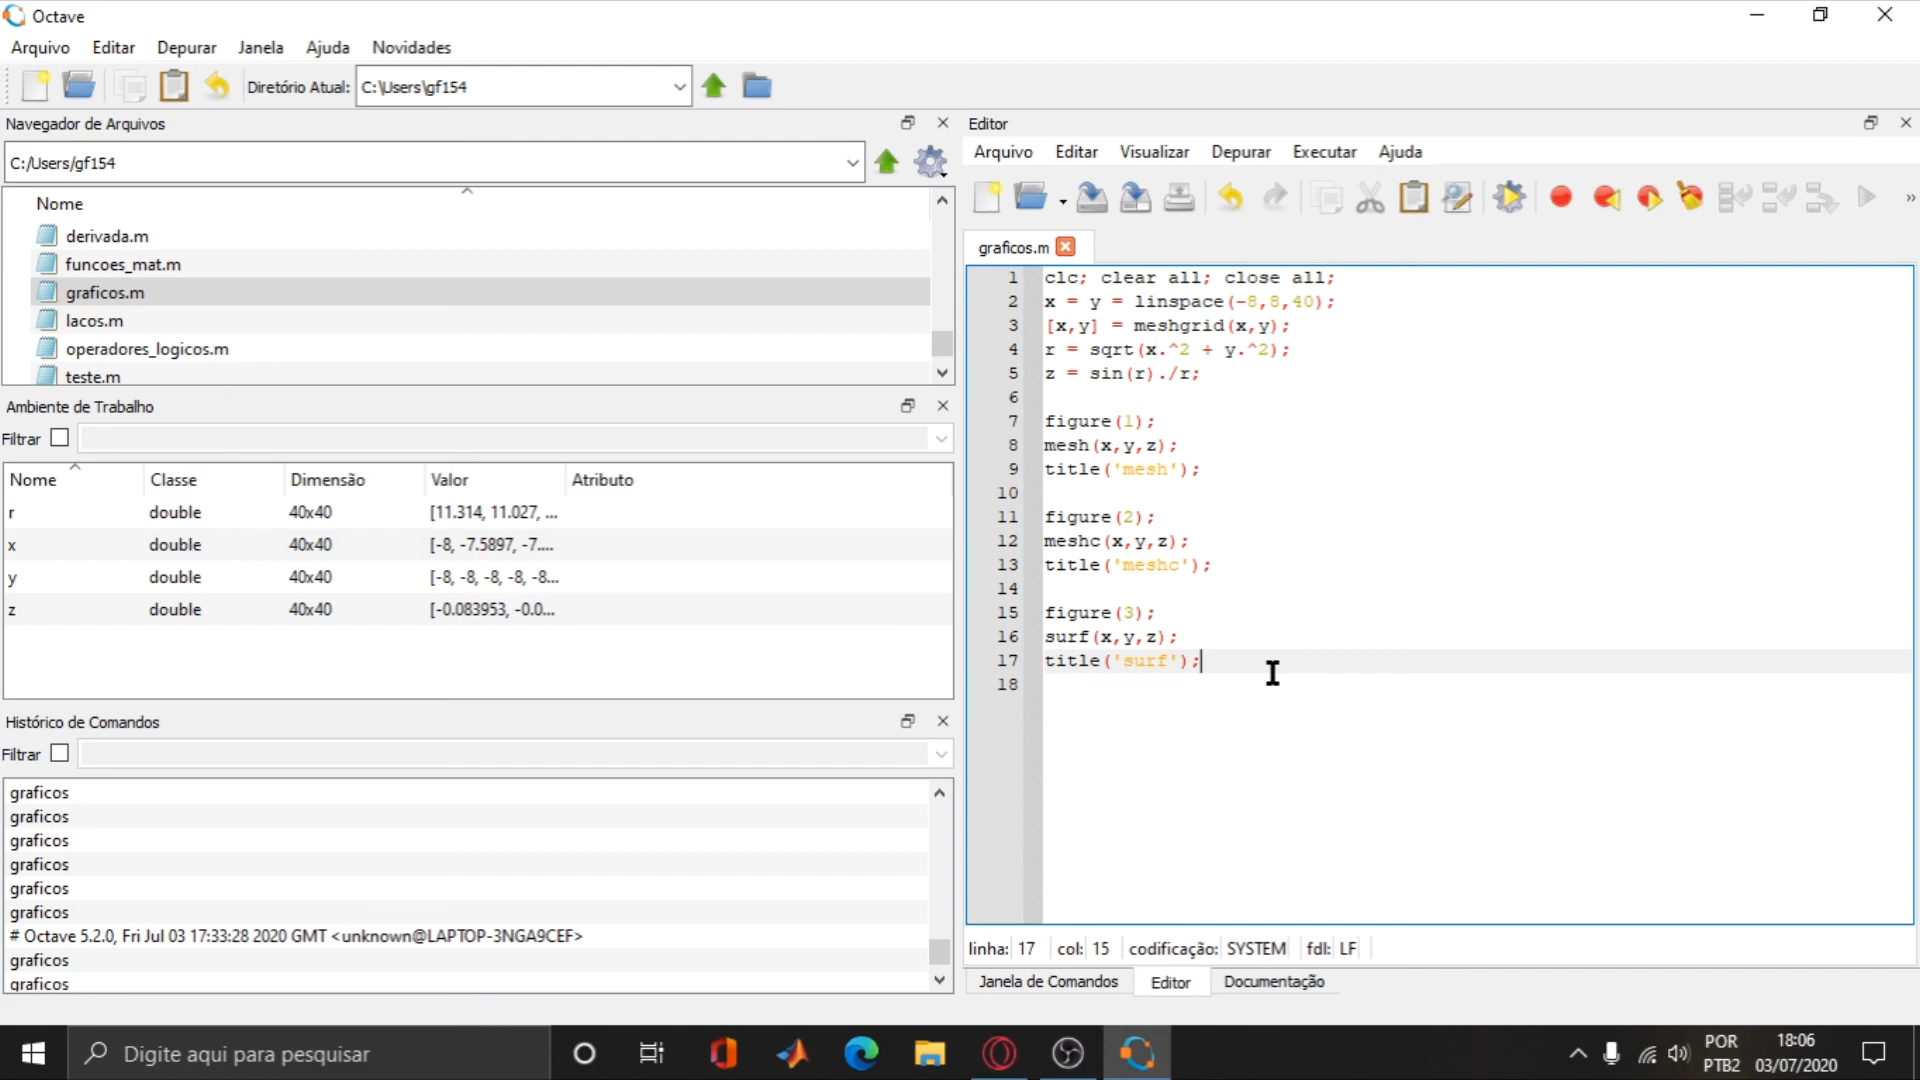 Octave
Arquivo Editar Depurar Janela Ajuda Novidades
Diretório Atual: C:\Users\gf154
Navegador de Arquivos
C:/Users/gf154
Nome
derivada.m
funcoes_mat.m
graficos.m
lacos.m
operadores_logicos.m
teste.m
Ambiente de Trabalho
Filtrar
Nome Classe Dimensão Valor Atributo
r double 40x40 [11.314, 11.027, ...
x double 40x40 [-8, -7.5897, -7....
y double 40x40 [-8, -8, -8, -8, -8...
z double 40x40 [-0.083953, -0.0...
Histórico de Comandos
Filtrar
graficos
graficos
graficos
graficos
graficos
graficos
# Octave 5.2.0, Fri Jul 03 17:33:28 2020 GMT <unknown@LAPTOP-3NGA9CEF>
graficos
graficos
Editor
Arquivo Editar Visualizar Depurar Executar Ajuda
graficos.m
1 clc; clear all; close all;
2 x = y = linspace(-8,8,40);
3 [x,y] = meshgrid(x,y);
4 r = sqrt(x.^2 + y.^2);
5 z = sin(r)./r;
6
7 figure(1);
8 mesh(x,y,z);
9 title('mesh');
10
11 figure(2);
12 meshc(x,y,z);
13 title('meshc');
14
15 figure(3);
16 surf(x,y,z);
17 title('surf');
18
linha: 17 col: 15 codificação: SYSTEM fdl: LF
Janela de Comandos Editor Documentação
Digite aqui para pesquisar
POR
PTB2
18:06
03/07/2020